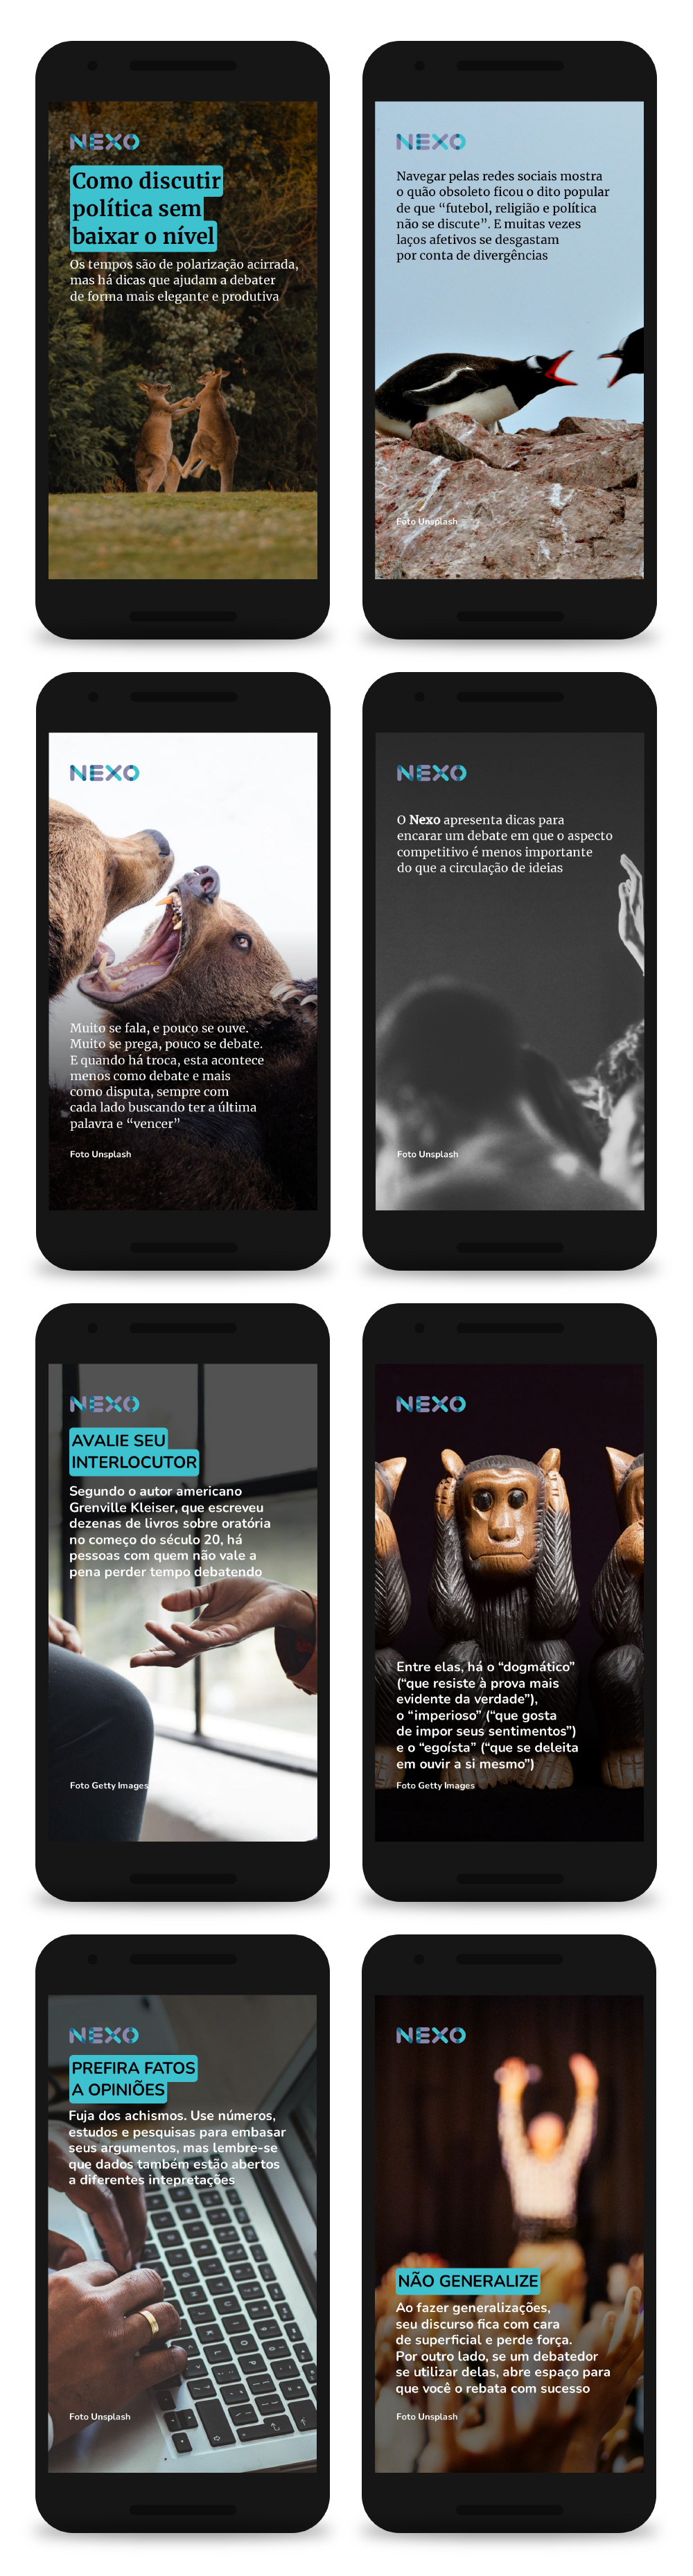 NEXO
Como discutir
política sem
baixar o nível
Os tempos são de polarização acirrada,
mas há dicas que ajudam a debater
de forma mais elegante e produtiva
NEXO
Navegar pelas redes sociais mostra
o quão obsoleto ficou o dito popular
de que “futebol, religião e política
não se discute”. E muitas vezes
laços afetivos se desgastam
por conta de divergências
Foto Unsplash
NEXO
Muito se fala, e pouco se ouve.
Muito se prega, pouco se debate.
E quando há troca, esta acontece
menos como debate e mais
como disputa, sempre com
cada lado buscando ter a última
palavra e “vencer”
Foto Unsplash
NEXO
O Nexo apresenta dicas para
encarar um debate em que o aspecto
competitivo é menos importante
do que a circulação de ideias
Foto Unsplash
NEXO
AVALIE SEU
INTERLOCUTOR
Segundo o autor americano
Grenville Kleiser, que escreveu
dezenas de livros sobre oratória
no começo do século 20, há
pessoas com quem não vale a
pena perder tempo debatendo
Foto Getty Images
NEXO
Entre elas, há o “dogmático”
(“que resiste à prova mais
evidente da verdade”),
o “imperioso” (“que gosta
de impor seus sentimentos”)
e o “egoísta” (“que se deleita
em ouvir a si mesmo”)
Foto Getty Images
NEXO
PREFIRA FATOS
A OPINIÕES
Fuja dos achismos. Use números,
estudos e pesquisas para embasar
seus argumentos, mas lembre-se
que dados também estão abertos
a diferentes intepretações
Foto Unsplash
NEXO
NÃO GENERALIZE
Ao fazer generalizações,
seu discurso fica com cara
de superficial e perde força.
Por outro lado, se um debatedor
se utilizar delas, abre espaço para
que você o rebata com sucesso
Foto Unsplash